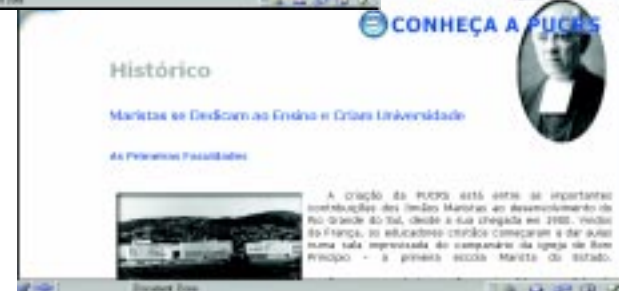 CONHEÇA A PUCRS
Histórico
Maristas se Dedicam ao Ensino e Criam Universidade
As Primeiras Faculdades
A criação da PUCRS está entre as importantes
contribuições dos Irmãos Maristas ao desenvolvimento do
Rio Grande do Sul, desde a sua chegada em 1900. Vindos
da França, os educadores cristãos começaram a dar aulas
numa sala improvisada do campanário da igreja de Bom
Princípio - a primeira escola Marista do Estado.